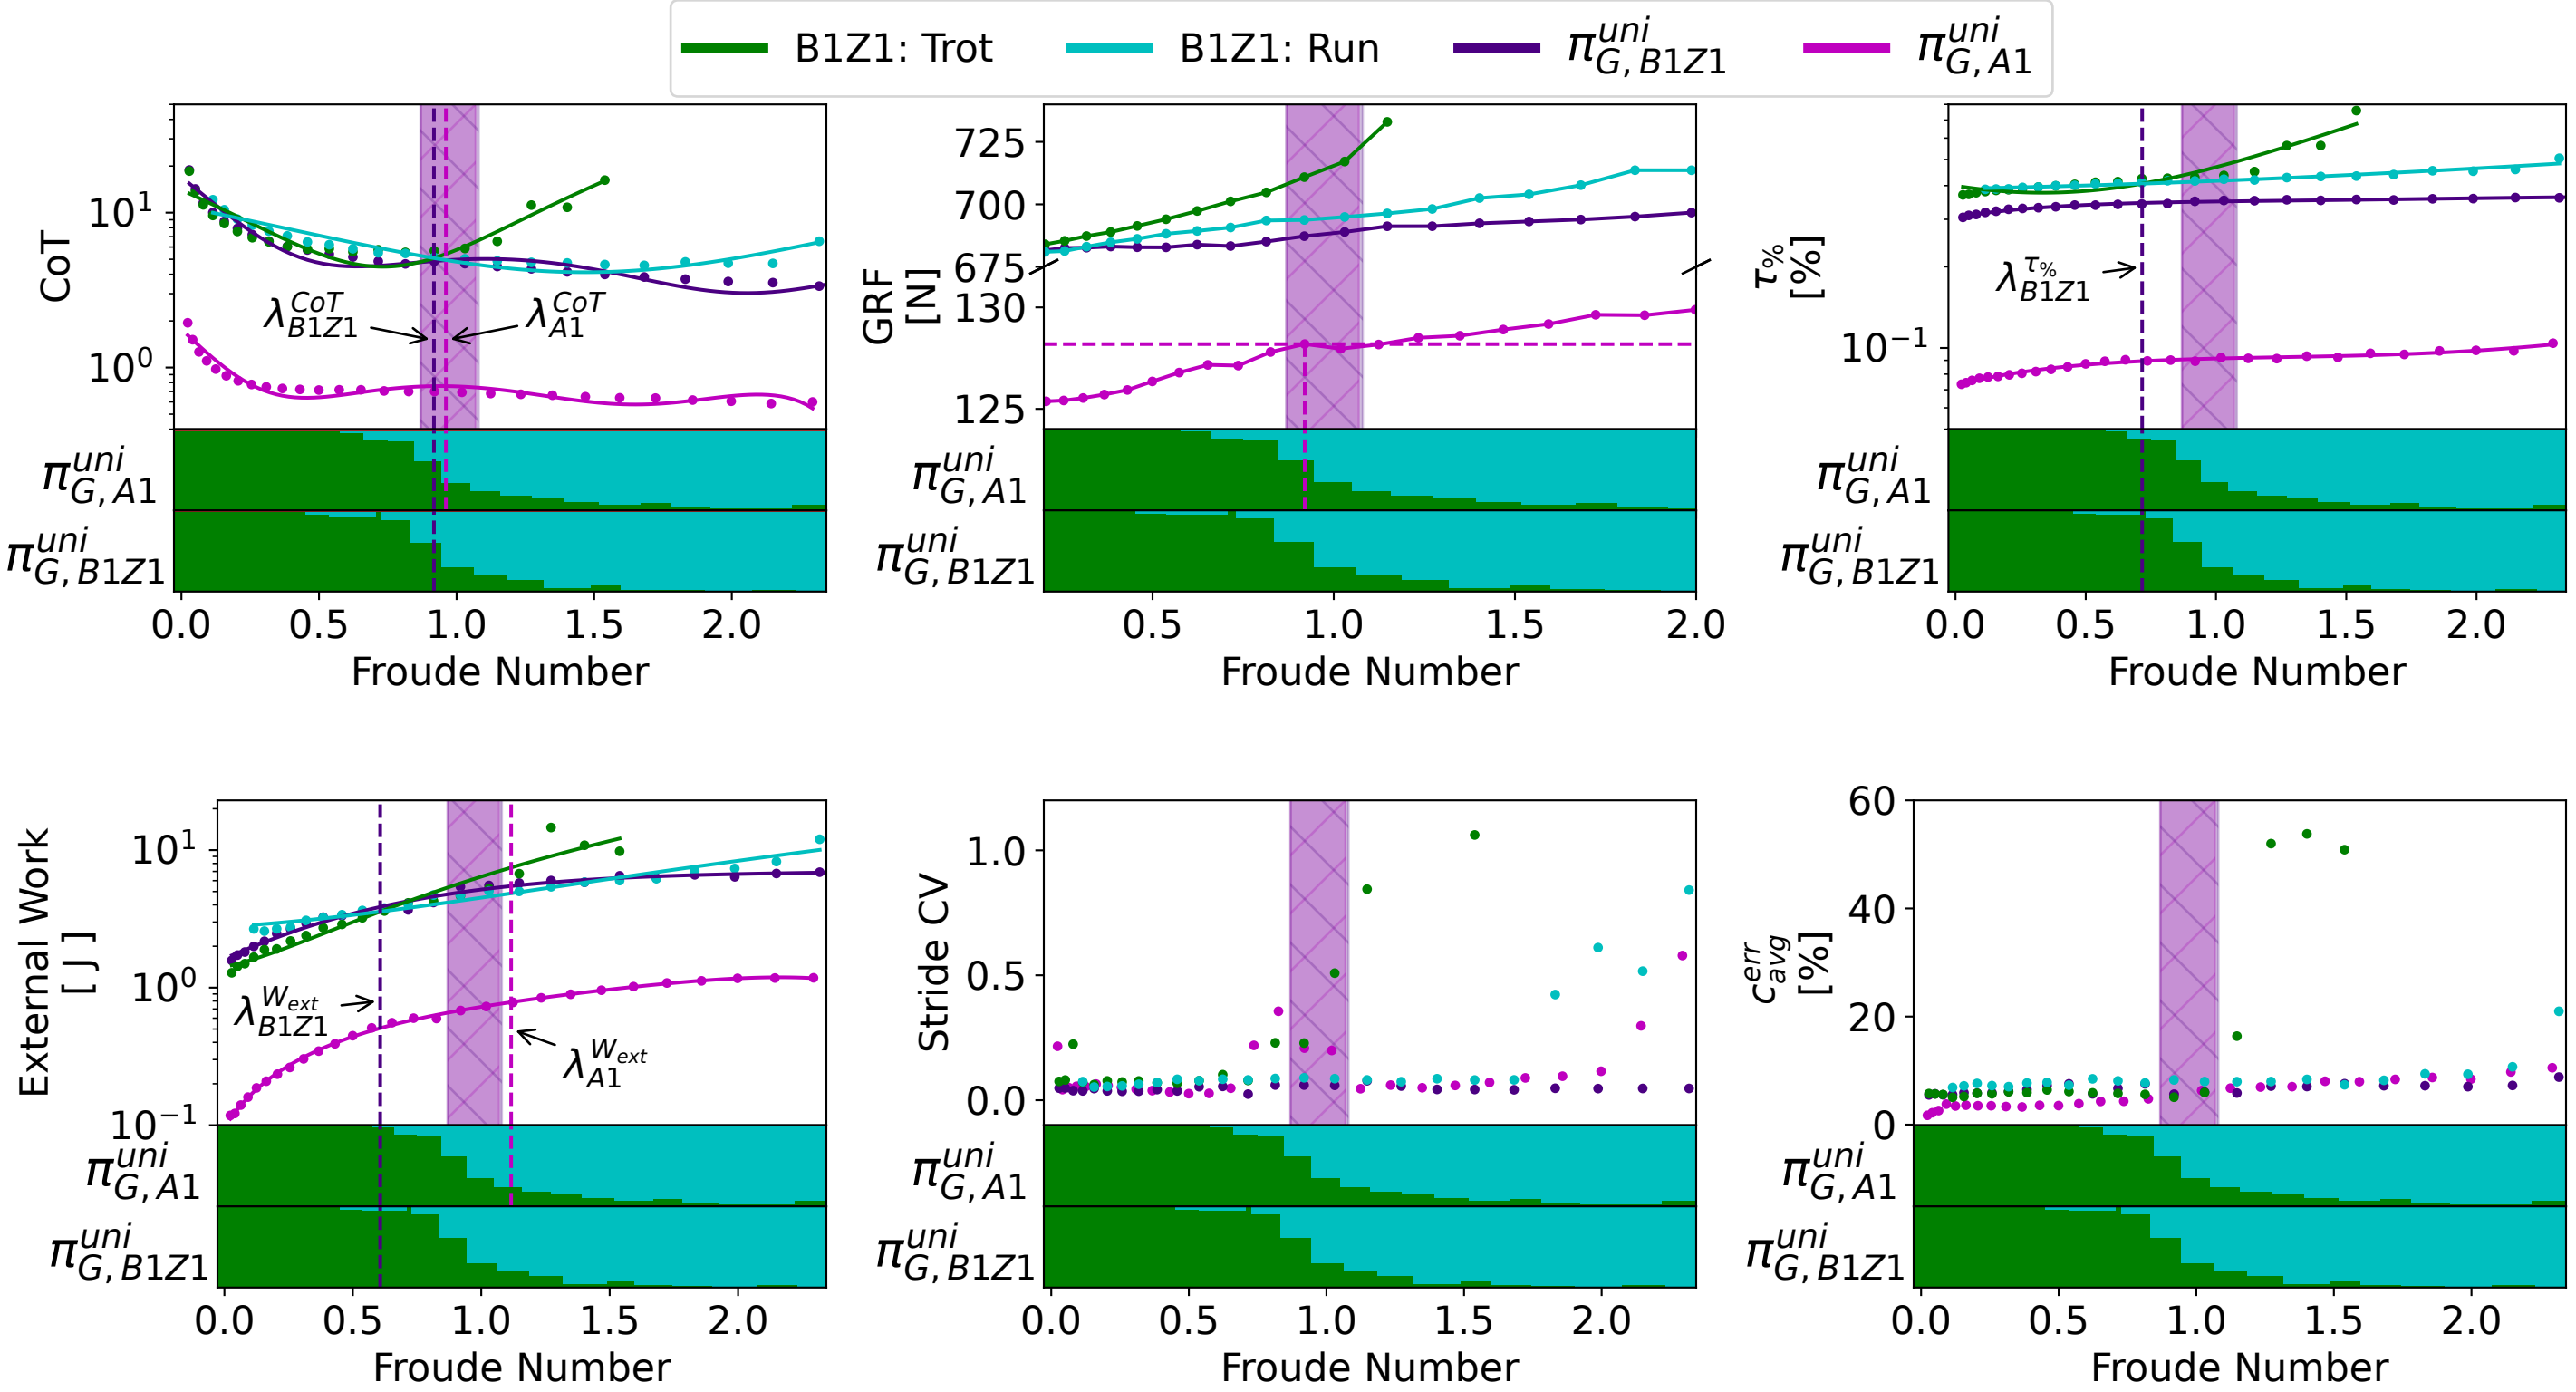 B1Z1: Trot B1Z1: Run π^{uni}_{G, B1Z1} π^{uni}_{G, A1}
CoT
10^1
10^0
λ^{CoT}_{B1Z1}
λ^{CoT}_{A1}
π^{uni}_{G, A1}
π^{uni}_{G, B1Z1}
0.0 0.5 1.0 1.5 2.0
Froude Number
GRF
[N]
725
700
675
130
125
π^{uni}_{G, A1}
π^{uni}_{G, B1Z1}
0.5 1.0 1.5 2.0
Froude Number
τ_%
[%]
10^{-1}
λ^{τ_%}_{B1Z1}
π^{uni}_{G, A1}
π^{uni}_{G, B1Z1}
0.0 0.5 1.0 1.5 2.0
Froude Number
External Work
[ J ]
10^1
10^0
10^{-1}
λ^{W_{ext}}_{B1Z1}
λ^{W_{ext}}_{A1}
π^{uni}_{G, A1}
π^{uni}_{G, B1Z1}
0.0 0.5 1.0 1.5 2.0
Froude Number
Stride CV
1.0
0.5
0.0
π^{uni}_{G, A1}
π^{uni}_{G, B1Z1}
0.0 0.5 1.0 1.5 2.0
Froude Number
c^{err}_{avg}
[%]
60
40
20
0
π^{uni}_{G, A1}
π^{uni}_{G, B1Z1}
0.0 0.5 1.0 1.5 2.0
Froude Number